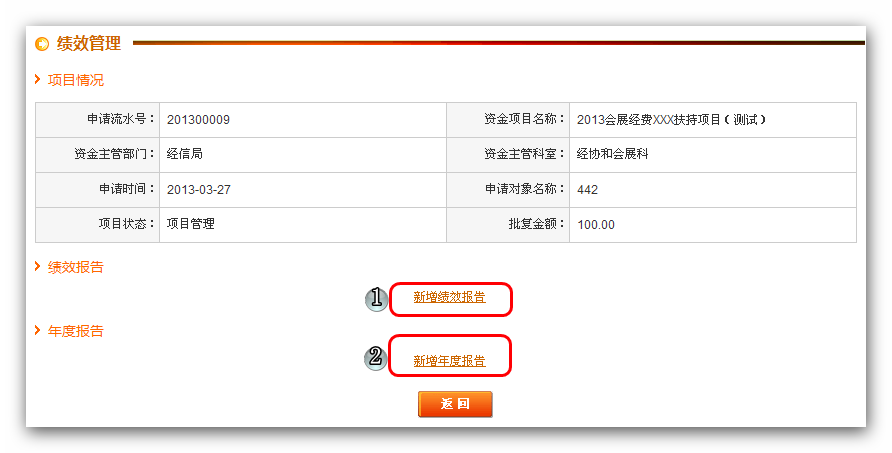 绩效管理
项目情况
申请流水号： 201300009 资金项目名称： 2013会展经费XXX扶持项目（测试）
资金主管部门： 经信局 资金主管科室： 经协和会展科
申请时间： 2013-03-27 申请对象名称： 442
项目状态： 项目管理 批复金额： 100.00
绩效报告
1 新增绩效报告
年度报告
2 新增年度报告
返回